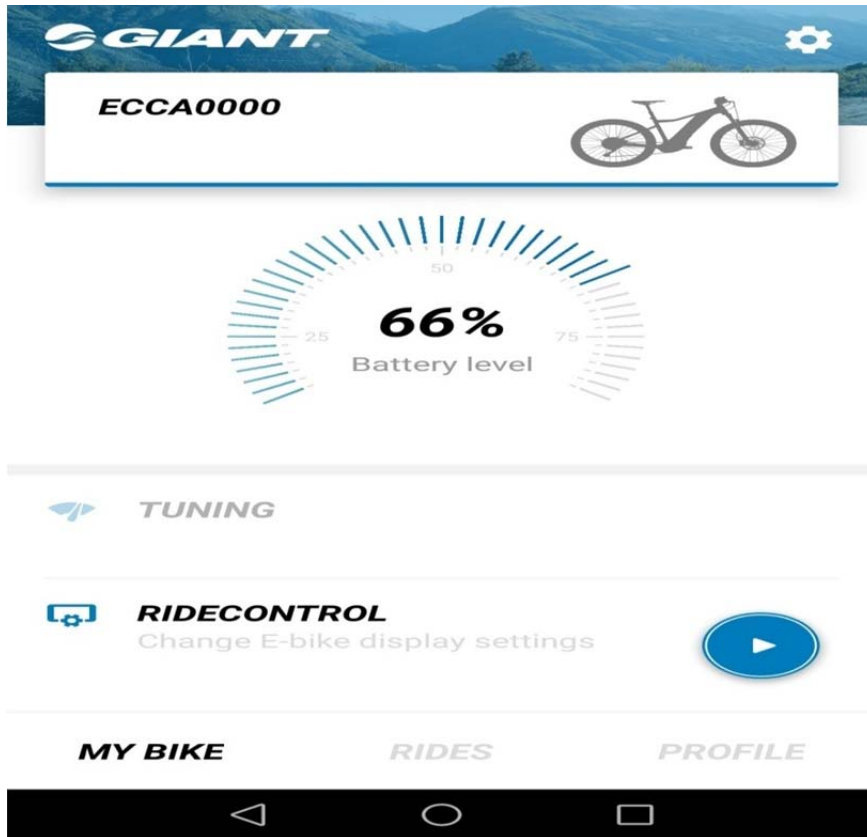 GIANT
ECCA0000
50
25
75
66%
Battery level
TUNING
RIDECONTROL
Change E-bike display settings
MY BIKE RIDES PROFILE